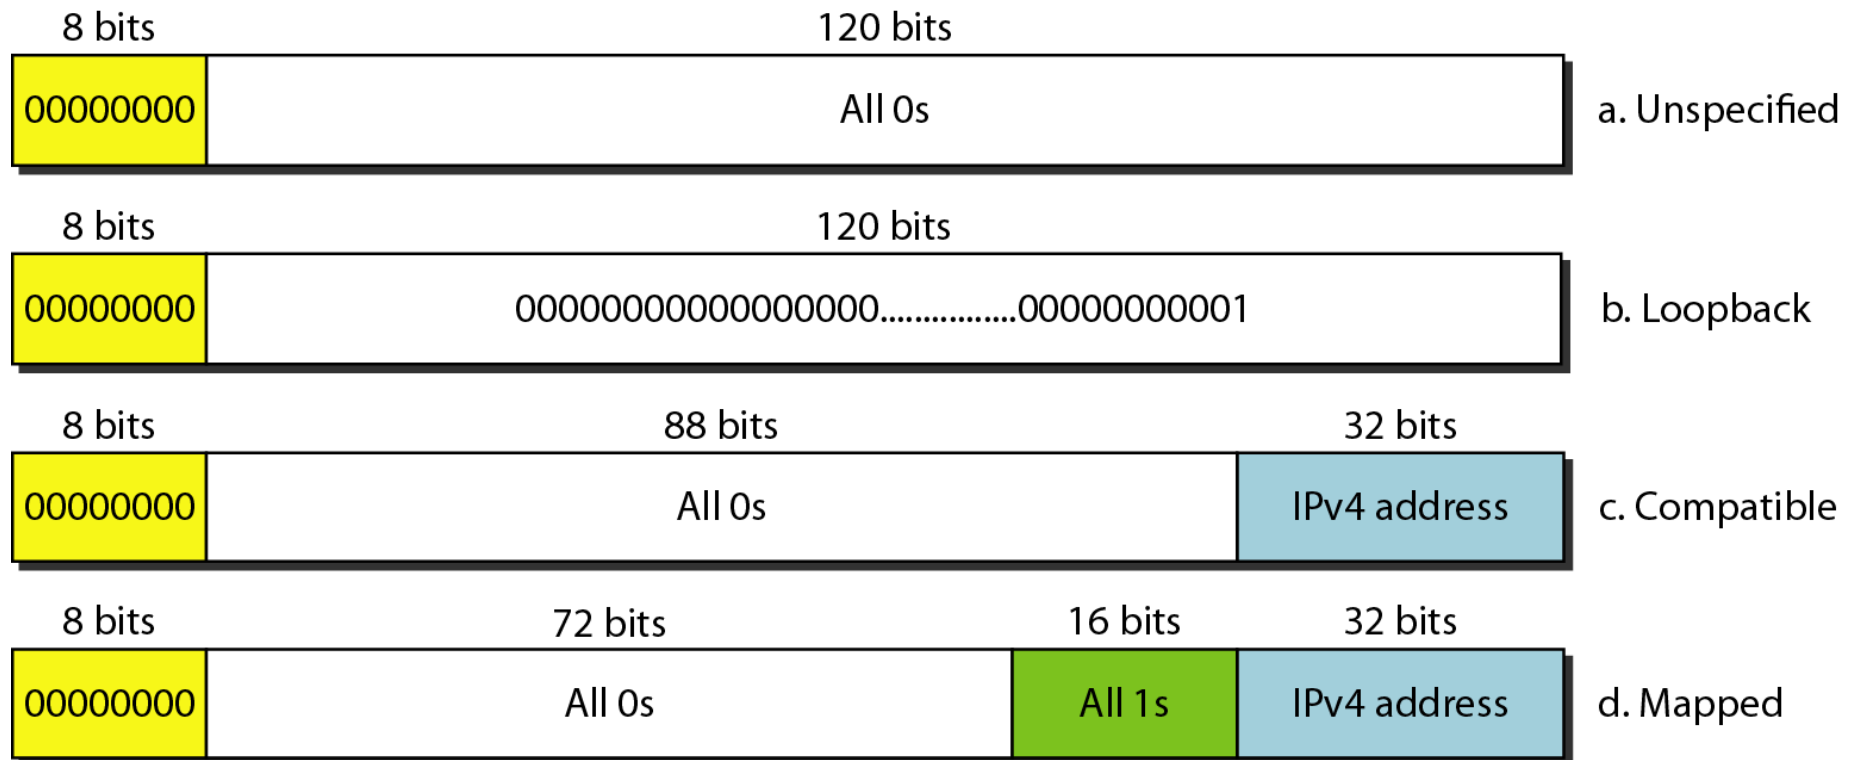 8 bits 120 bits
00000000 All 0s a. Unspecified
8 bits 120 bits
00000000 00000000000000000................00000000001 b. Loopback
8 bits 88 bits 32 bits
00000000 All 0s IPv4 address c. Compatible
8 bits 72 bits 16 bits 32 bits
00000000 All 0s All 1s IPv4 address d. Mapped